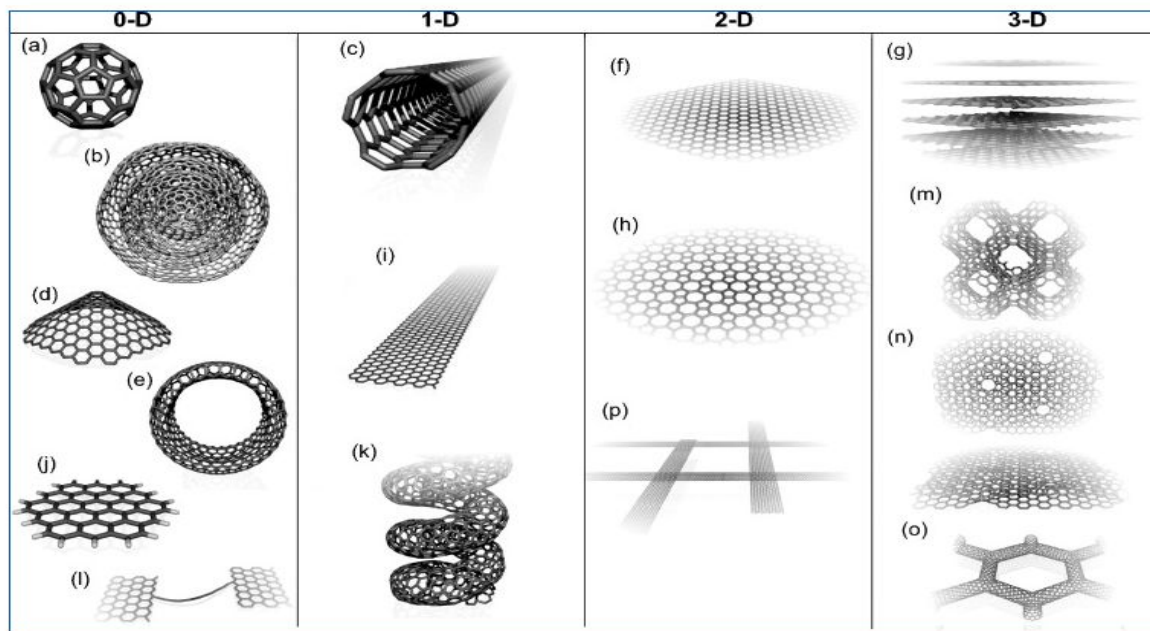 0-D 1-D 2-D 3-D
(a)
(b)
(d)
(e)
(j)
(l)
(c)
(i)
(k)
(f)
(h)
(p)
(g)
(m)
(n)
(o)